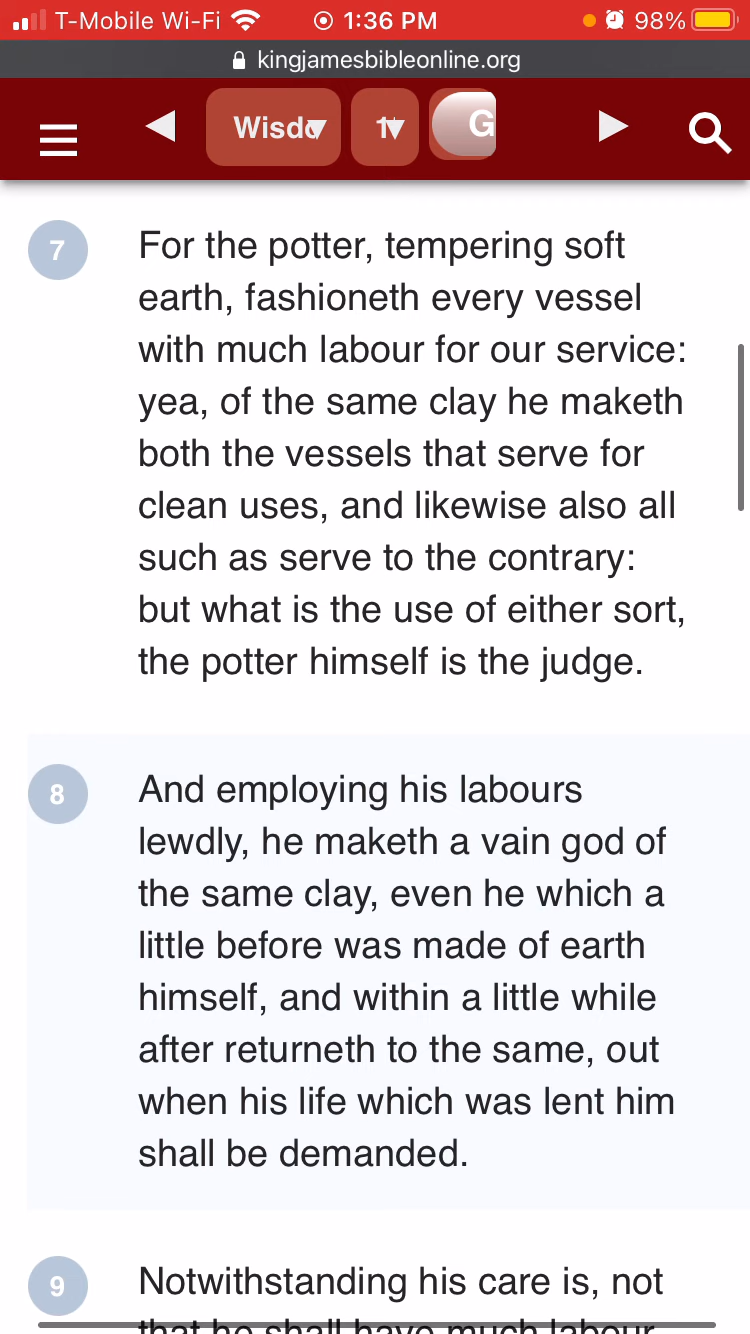 T-Mobile Wi-Fi 1:36 PM 98%
kingjamesbibleonline.org
G
7 For the potter, tempering soft
earth, fashioneth every vessel
with much labour for our service:
yea, of the same clay he maketh
both the vessels that serve for
clean uses, and likewise also all
such as serve to the contrary:
but what is the use of either sort,
the potter himself is the judge.
8 And employing his labours
lewdly, he maketh a vain god of
the same clay, even he which a
little before was made of earth
himself, and within a little while
after returneth to the same, out
when his life which was lent him
shall be demanded.
9 Notwithstanding his care is, not
that he shall have much labour